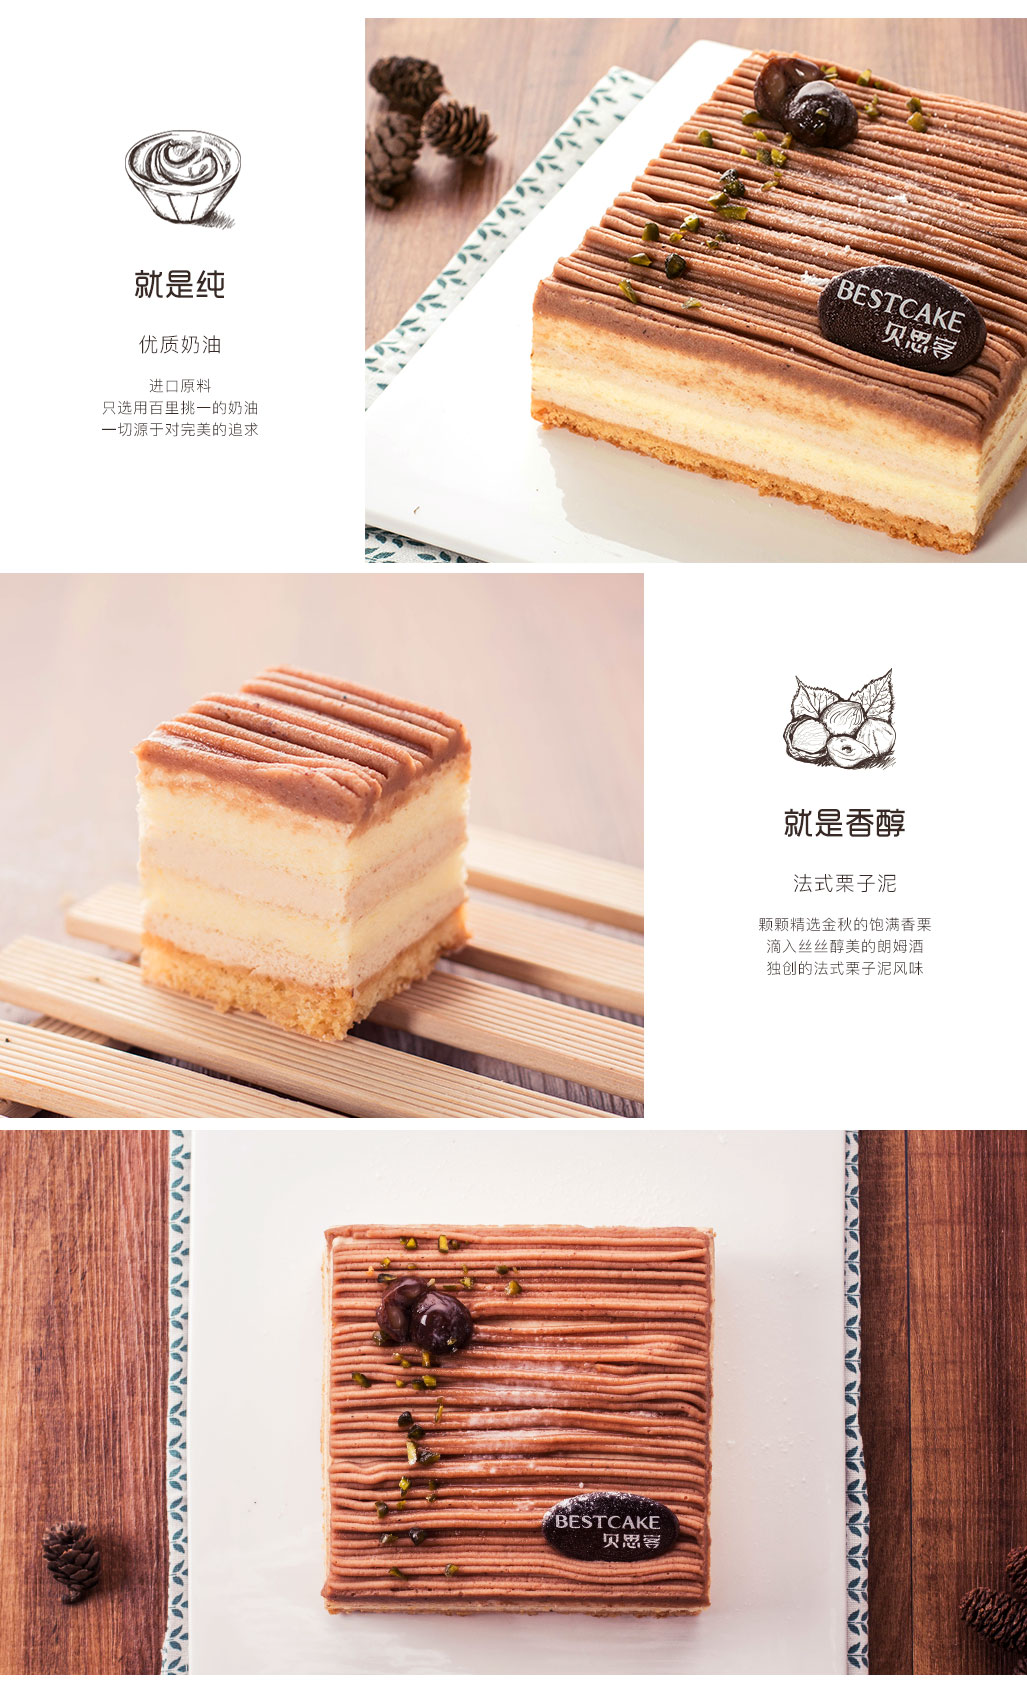 就是纯
优质奶油
进口原料
只选用百里挑一的奶油
一切源于对完美的追求
BESTCAKE
贝思客
就是香醇
法式栗子泥
颗颗精选金秋的饱满香栗
滴入丝丝醇美的朗姆酒
独创的法式栗子泥风味
BESTCAKE
贝思客